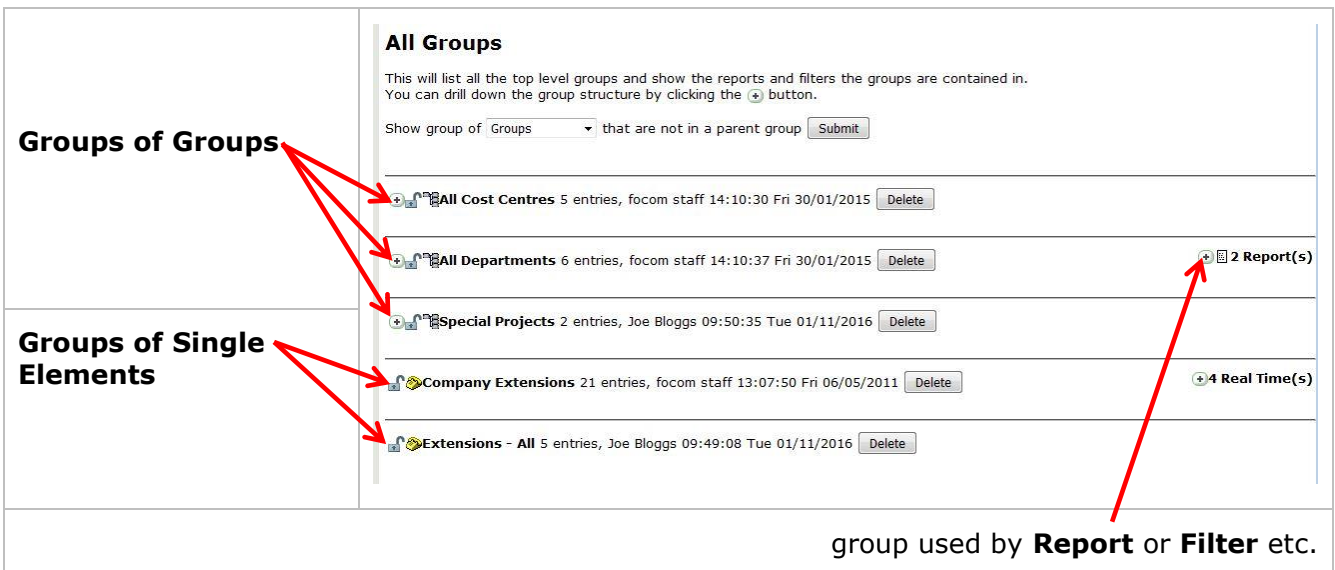 All Groups
This will list all the top level groups and show the reports and filters the groups are contained in.
You can drill down the group structure by clicking the + button.
Show group of Groups that are not in a parent group Submit
Groups of Groups
All Cost Centres 5 entries, focom staff 14:10:30 Fri 30/01/2015 Delete
All Departments 6 entries, focom staff 14:10:37 Fri 30/01/2015 Delete
2 Report(s)
Special Projects 2 entries, Joe Bloggs 09:50:35 Tue 01/11/2016 Delete
Groups of Single
Elements
Company Extensions 21 entries, focom staff 13:07:50 Fri 06/05/2011 Delete
4 Real Time(s)
Extensions - All 5 entries, Joe Bloggs 09:49:08 Tue 01/11/2016 Delete
group used by Report or Filter etc.